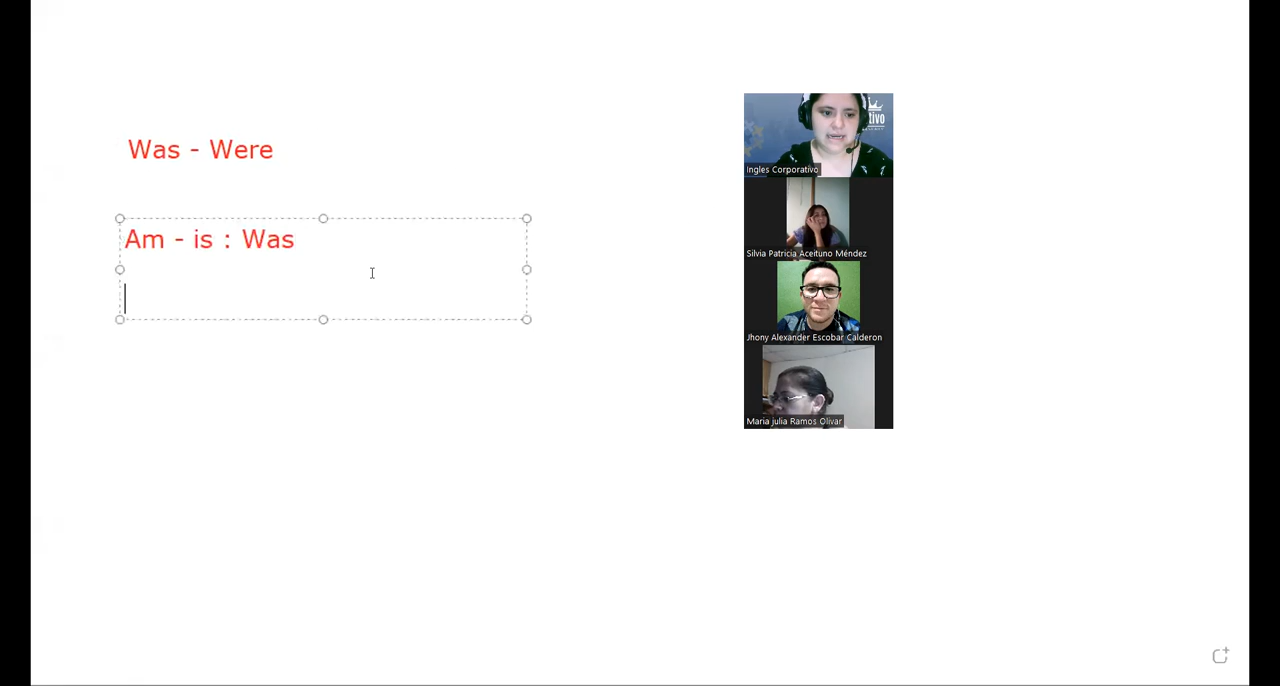 Was - Were
Am - is : Was
tivo
Ingles Corporativo
Silvia Patricia Aceituno Méndez
Jhony Alexander Escobar Calderon
Maria julia Ramos Olivar